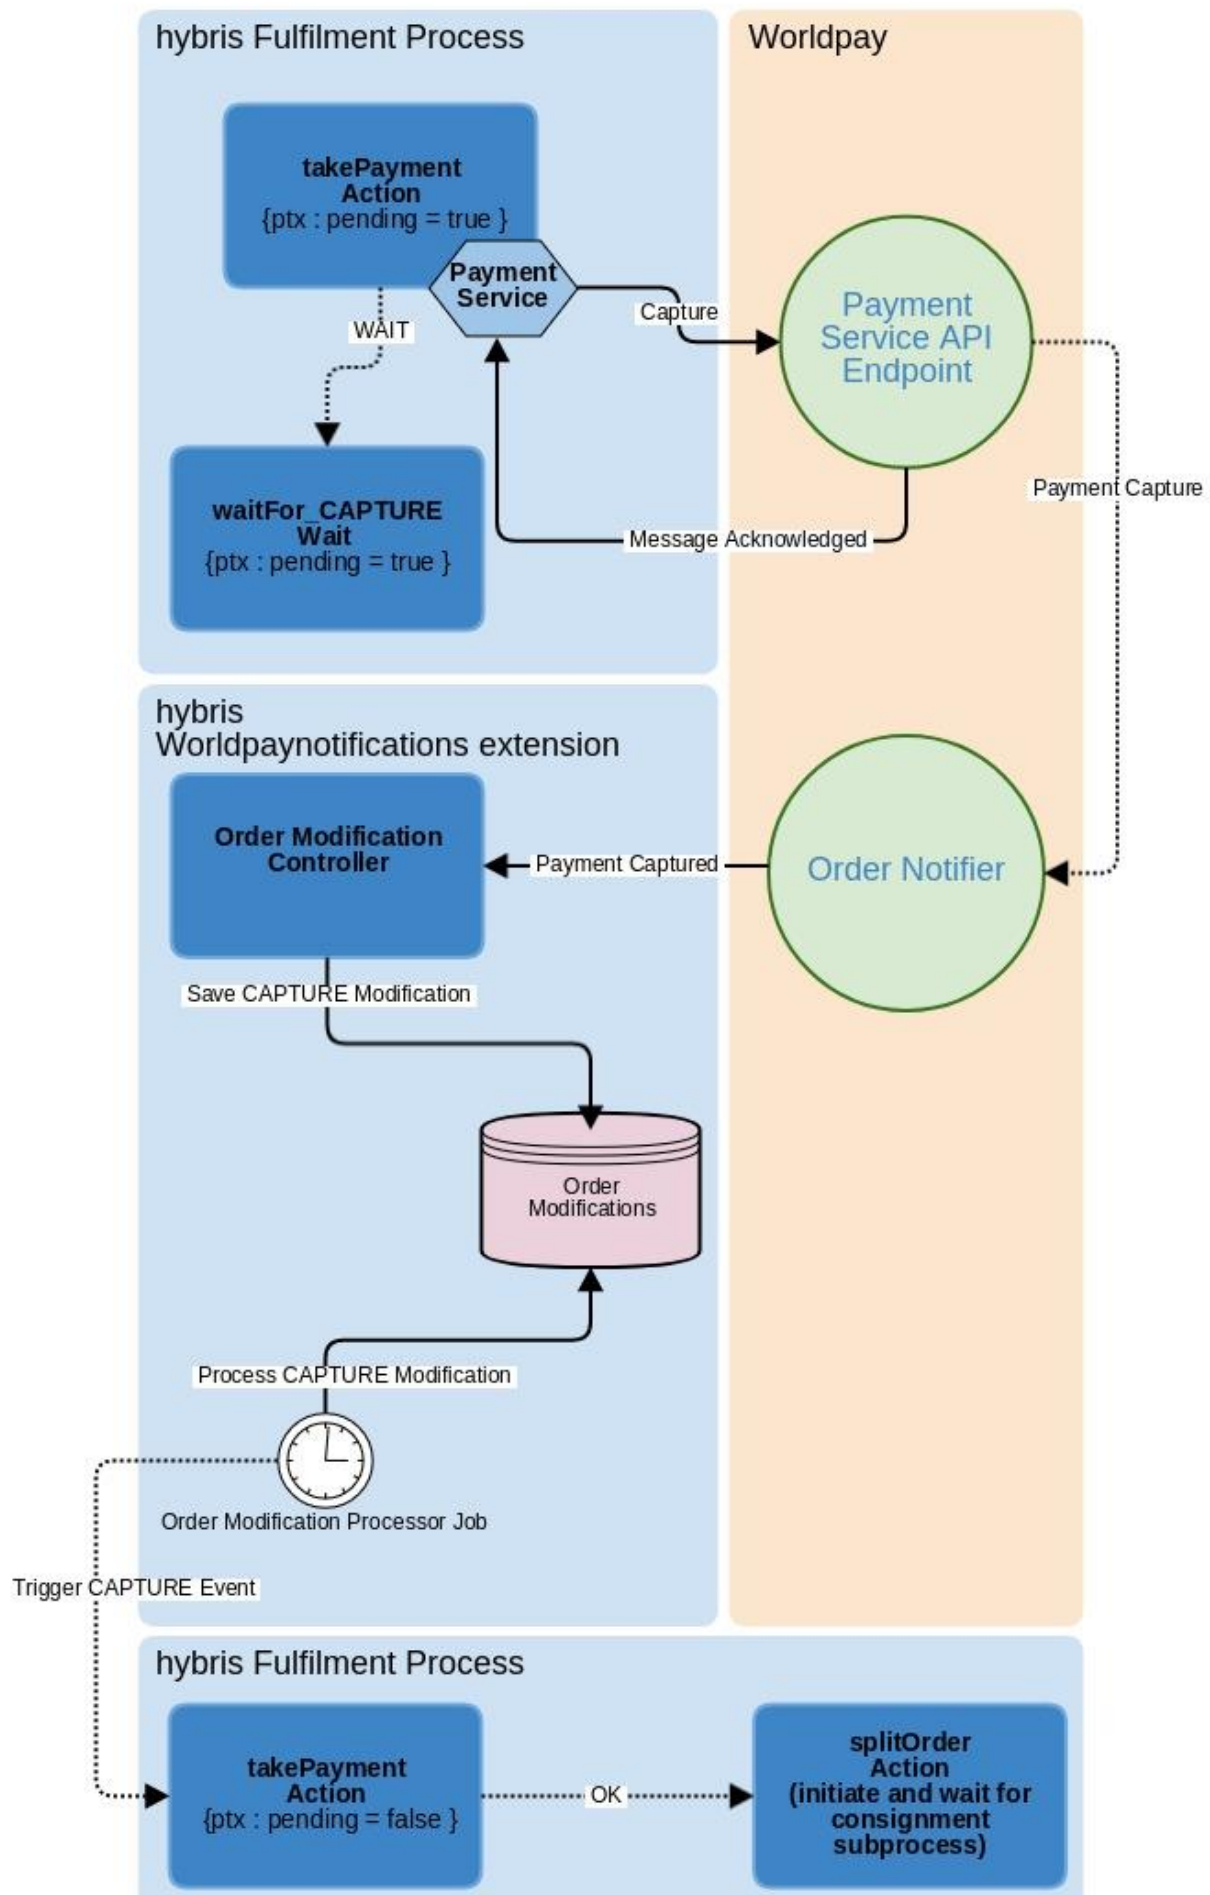 hybris Fulfilment Process
Worldpay
takePayment
Action
{ptx : pending = true }
Payment
Service
Capture
Payment
Service API
Endpoint
WAIT
Payment Capture
waitFor_CAPTURE
Wait
{ptx : pending = true }
Message Acknowledged
hybris
Worldpaynotifications extension
Order Modification
Controller
Payment Captured
Order Notifier
Save CAPTURE Modification
Order
Modifications
Process CAPTURE Modification
Order Modification Processor Job
Trigger CAPTURE Event
hybris Fulfilment Process
takePayment
Action
{ptx : pending = false }
OK
splitOrder
Action
(initiate and wait for
consignment
subprocess)